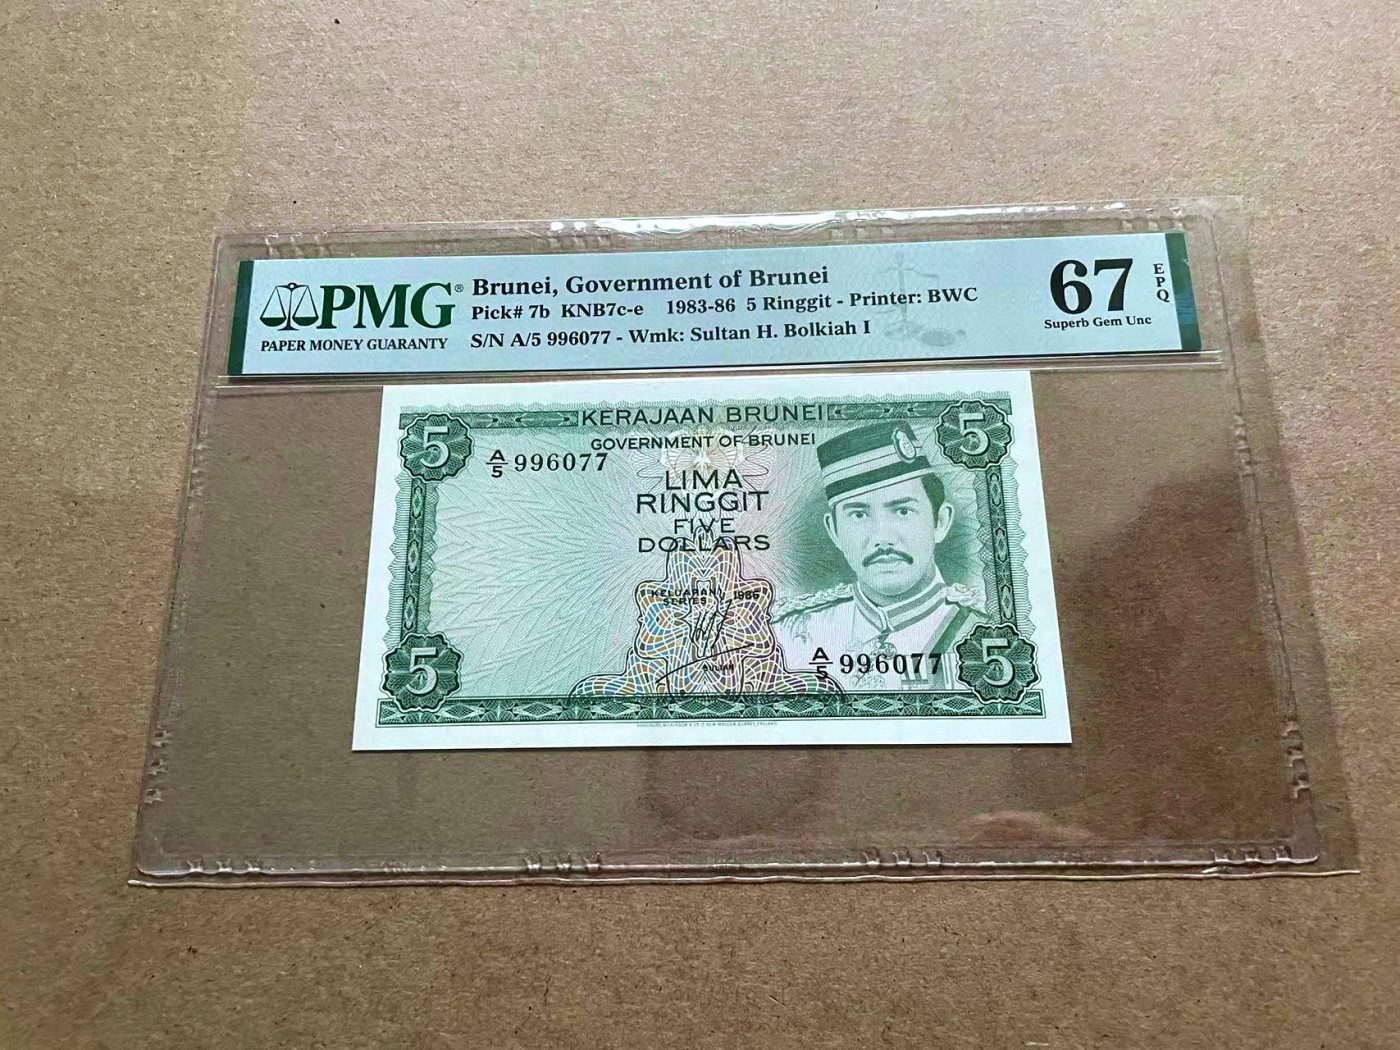 PMG®
PAPER MONEY GUARANTY
Brunei, Government of Brunei
Pick# 7b KNB7c-e 1983-86 5 Ringgit - Printer: BWC
S/N A/5 996077 - Wmk: Sultan H. Bolkiah I
67 EPQ
Superb Gem Unc
KERAJAAN BRUNEI
GOVERNMENT OF BRUNEI
5
5
A/5 996077
LIMA
RINGGIT
FIVE
DOLLARS
KELUARAN
SERIES 1986
A/5 996077
5
5